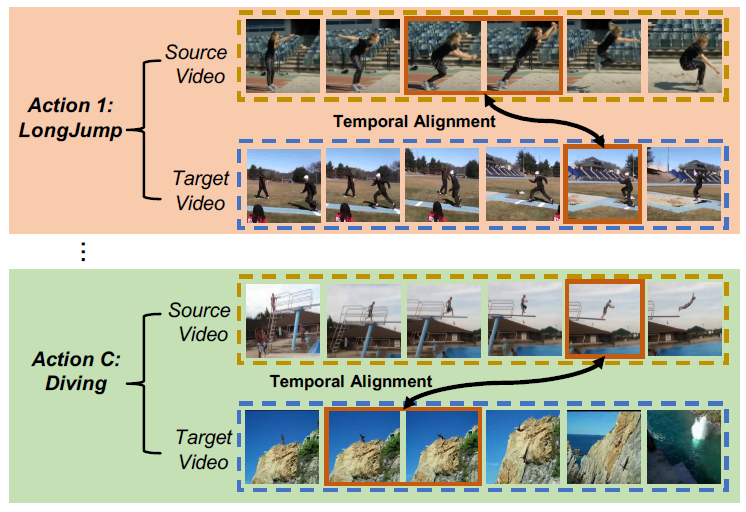 Source
Video
Action 1:
LongJump
Temporal Alignment
Target
Video
Source
Video
Action C:
Diving
Temporal Alignment
Target
Video